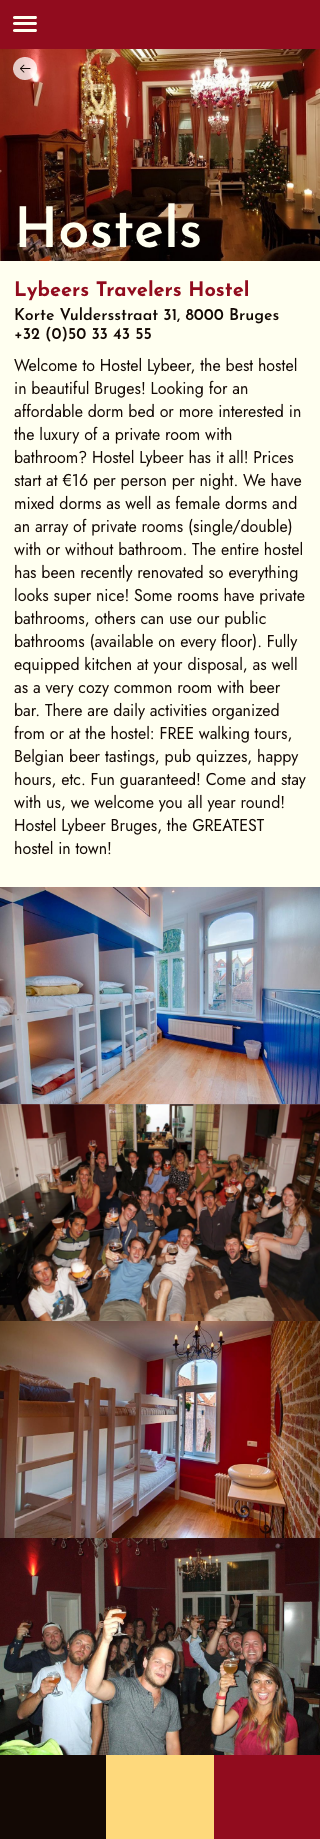 Hostels
Lybeers Travelers Hostel
Korte Vuldersstraat 31, 8000 Bruges
+32 (0)50 33 43 55
Welcome to Hostel Lybeer, the best hostel
in beautiful Bruges! Looking for an
affordable dorm bed or more interested in
the luxury of a private room with
bathroom? Hostel Lybeer has it all! Prices
start at €16 per person per night. We have
mixed dorms as well as female dorms and
an array of private rooms (single/double)
with or without bathroom. The entire hostel
has been recently renovated so everything
looks super nice! Some rooms have private
bathrooms, others can use our public
bathrooms (available on every floor). Fully
equipped kitchen at your disposal, as well
as a very cozy common room with beer
bar. There are daily activities organized
from or at the hostel: FREE walking tours,
Belgian beer tastings, pub quizzes, happy
hours, etc. Fun guaranteed! Come and stay
with us, we welcome you all year round!
Hostel Lybeer Bruges, the GREATEST
hostel in town!